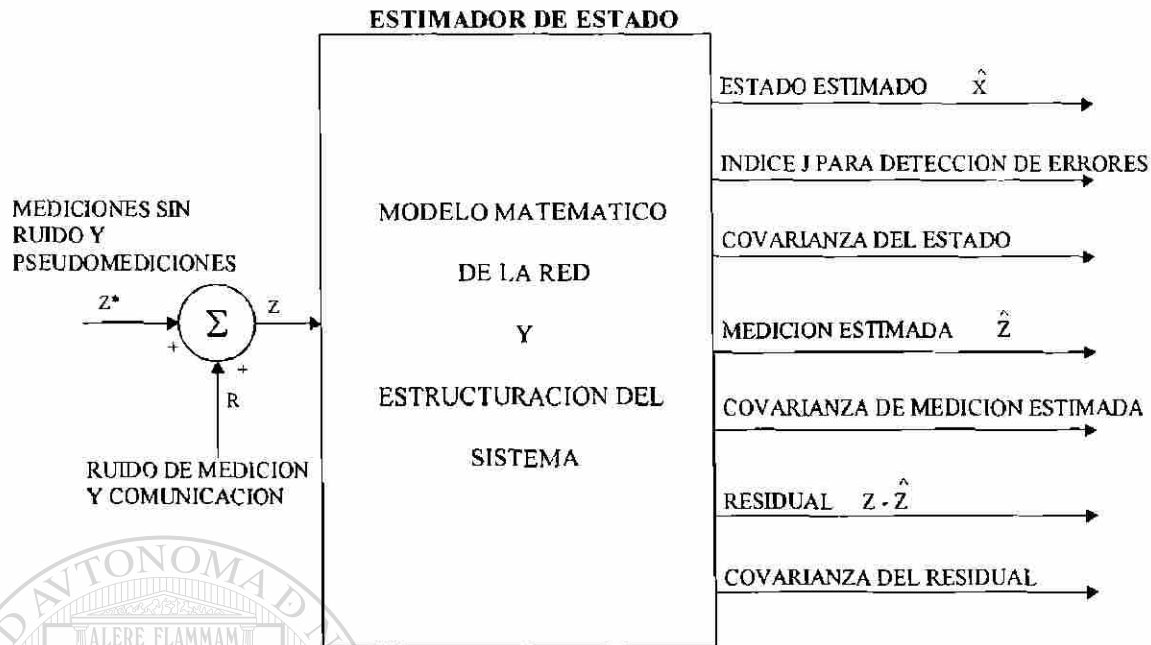 ESTIMADOR DE ESTADO
MEDICIONES SIN
RUIDO Y
PSEUDOMEDICIONES
Z*
+
Σ
+
Z
R
RUIDO DE MEDICION
Y COMUNICACION
MODELO MATEMATICO
DE LA RED
Y
ESTRUCTURACION DEL
SISTEMA
ESTADO ESTIMADO x̂
INDICE J PARA DETECCION DE ERRORES
COVARIANZA DEL ESTADO
MEDICION ESTIMADA Ẑ
COVARIANZA DE MEDICION ESTIMADA
RESIDUAL Z - Ẑ
COVARIANZA DEL RESIDUAL
ALERE FLAMMAM